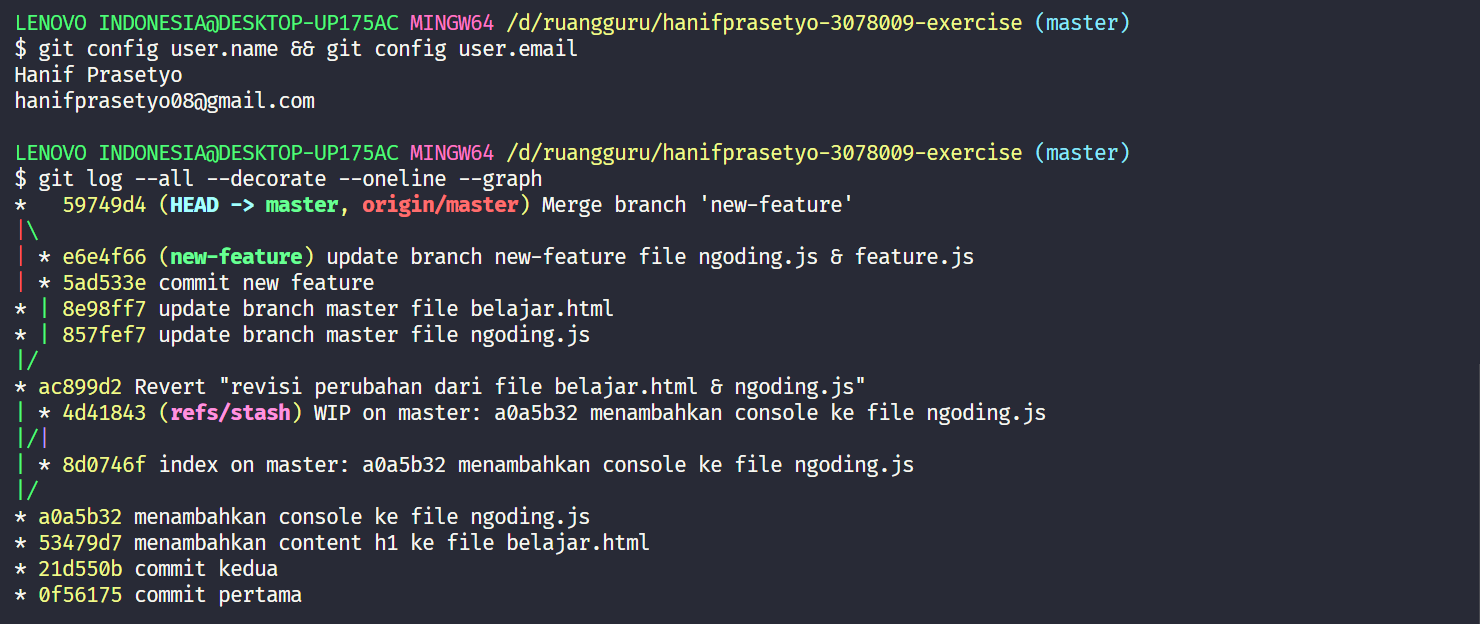 LENOVO INDONESIA@DESKTOP-UP175AC MINGW64 /d/ruangguru/hanifprasetyo-3078009-exercise (master)
$ git config user.name && git config user.email
Hanif Prasetyo
hanifprasetyo08@gmail.com

LENOVO INDONESIA@DESKTOP-UP175AC MINGW64 /d/ruangguru/hanifprasetyo-3078009-exercise (master)
$ git log --all --decorate --oneline --graph
*   59749d4 (HEAD -> master, origin/master) Merge branch 'new-feature'
|\
| * e6e4f66 (new-feature) update branch new-feature file ngoding.js & feature.js
| * 5ad533e commit new feature
* | 8e98ff7 update branch master file belajar.html
* | 857fef7 update branch master file ngoding.js
|/
* ac899d2 Revert "revisi perubahan dari file belajar.html & ngoding.js"
| * 4d41843 (refs/stash) WIP on master: a0a5b32 menambahkan console ke file ngoding.js
|/|
| * 8d0746f index on master: a0a5b32 menambahkan console ke file ngoding.js
|/
* a0a5b32 menambahkan console ke file ngoding.js
* 53479d7 menambahkan content h1 ke file belajar.html
* 21d550b commit kedua
* 0f56175 commit pertama